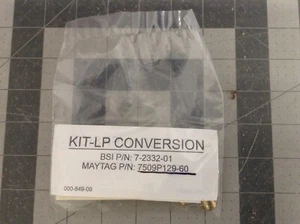 KIT-LP CONVERSION
BSI P/N: 7-2332-01
MAYTAG P/N: 7509P129-60
000-849-09